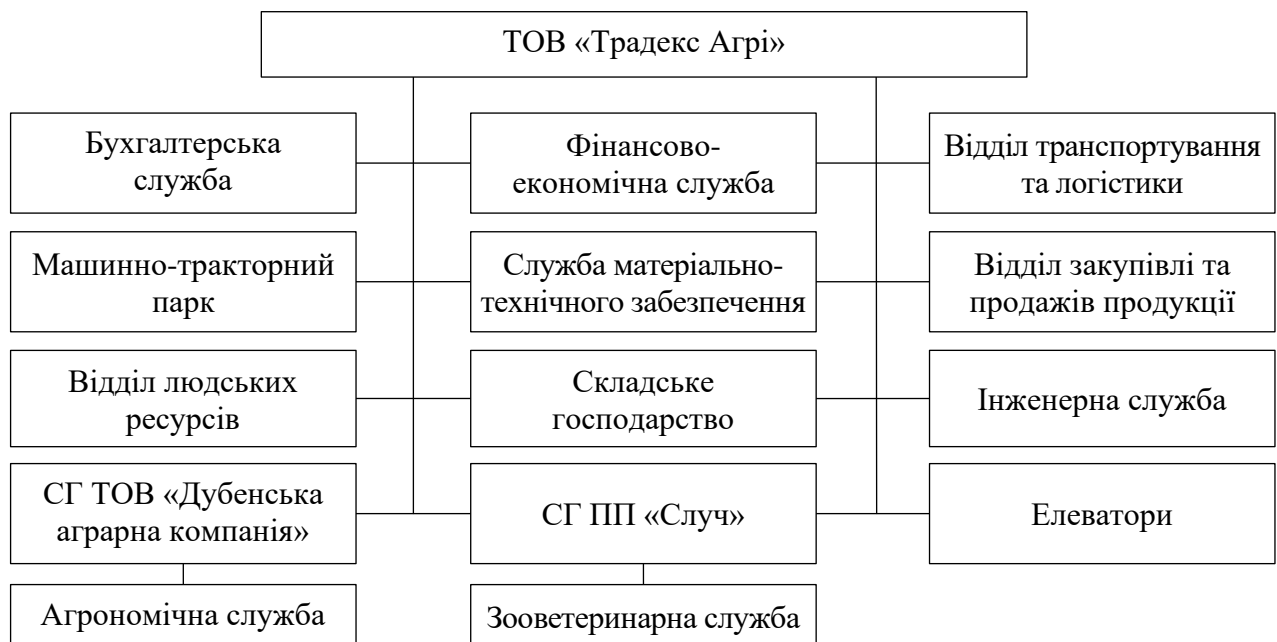 ТОВ «Традекс Агрі»
Бухгалтерська
служба
Фінансово-
економічна служба
Відділ транспортування
та логістики
Машинно-тракторний
парк
Служба матеріально-
технічного забезпечення
Відділ закупівлі та
продажів продукції
Відділ людських
ресурсів
Складське
господарство
Інженерна служба
СГ ТОВ «Дубенська
аграрна компанія»
СГ ПП «Случ»
Елеватори
Агрономічна служба
Зооветеринарна служба